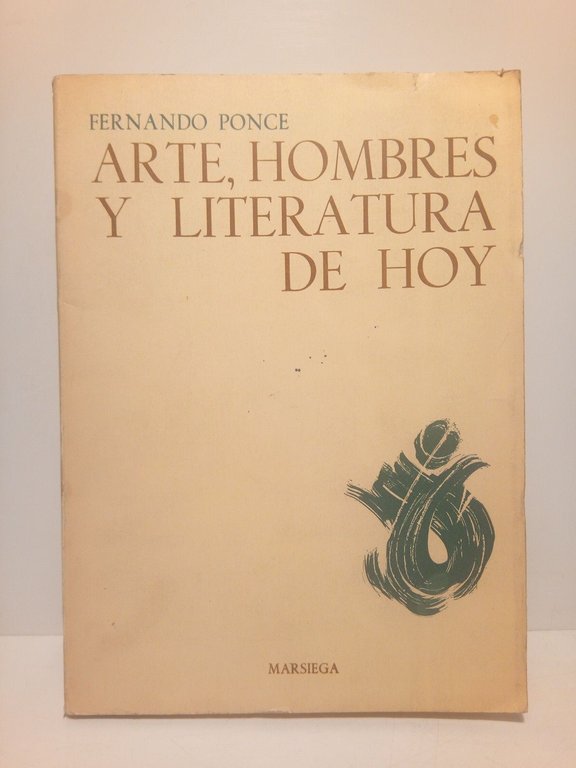 FERNANDO PONCE
ARTE, HOMBRES
Y LITERATURA
DE HOY
MARSIEGA